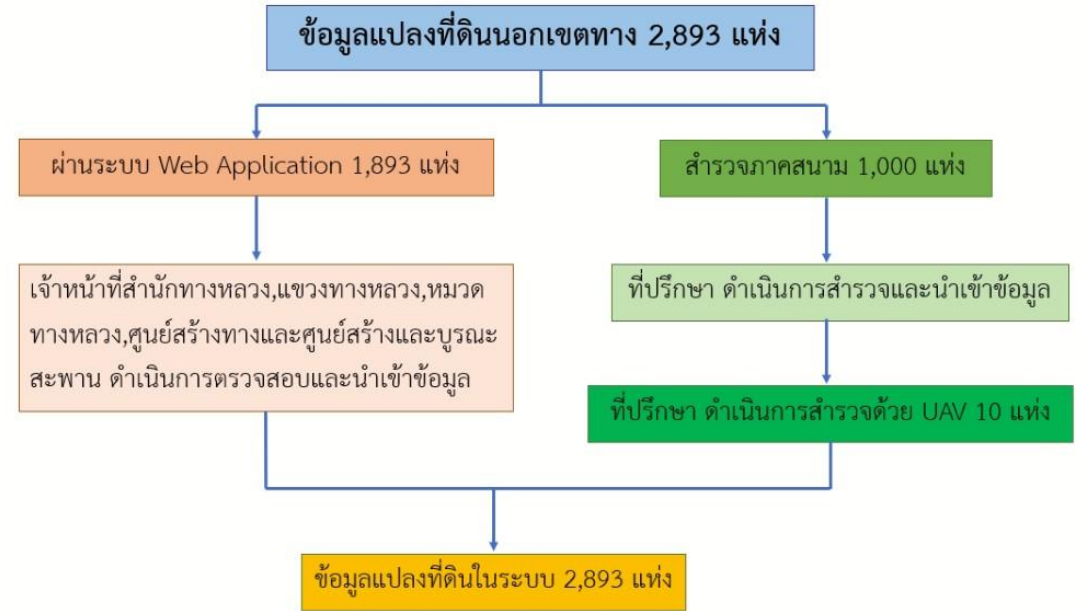 ข้อมูลแปลงที่ดินนอกเขตทาง 2,893 แห่ง
ผ่านระบบ Web Application 1,893 แห่ง
สำรวจภาคสนาม 1,000 แห่ง
เจ้าหน้าที่สำนักทางหลวง,แขวงทางหลวง,หมวด
ทางหลวง,ศูนย์สร้างทางและศูนย์สร้างและบูรณะ
สะพาน ดำเนินการตรวจสอบและนำเข้าข้อมูล
ที่ปรึกษา ดำเนินการสำรวจและนำเข้าข้อมูล
ที่ปรึกษา ดำเนินการสำรวจด้วย UAV 10 แห่ง
ข้อมูลแปลงที่ดินในระบบ 2,893 แห่ง